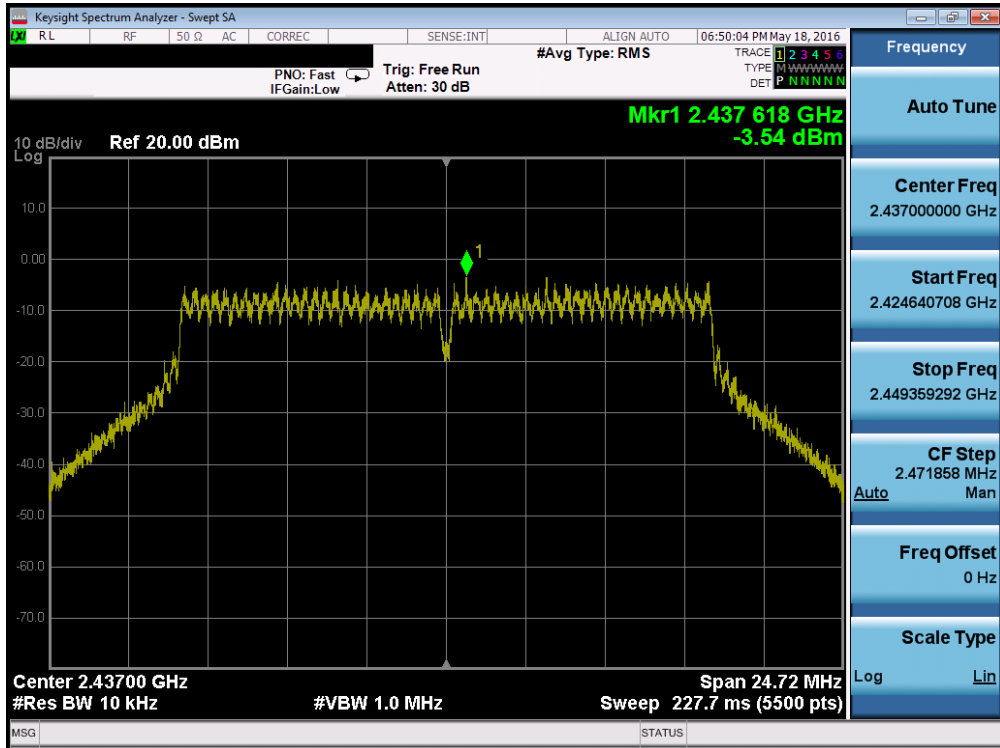 Keysight Spectrum Analyzer - Swept SA
LXI RL RF 50 Ω AC CORREC SENSE:INT ALIGN AUTO 06:50:04 PM May 18, 2016
#Avg Type: RMS TRACE 1 2 3 4 5 6
PNO: Fast Trig: Free Run TYPE M WWWWW
IFGain:Low Atten: 30 dB DET P N N N N N
Mkr1 2.437 618 GHz
10 dB/div Ref 20.00 dBm -3.54 dBm
Log
1
10.0
0.00
-10.0
-20.0
-30.0
-40.0
-50.0
-60.0
-70.0
Center 2.43700 GHz Span 24.72 MHz
#Res BW 10 kHz #VBW 1.0 MHz Sweep 227.7 ms (5500 pts)
MSG STATUS
Frequency
Auto Tune
Center Freq
2.437000000 GHz
Start Freq
2.424640708 GHz
Stop Freq
2.449359292 GHz
CF Step
2.471858 MHz
Auto Man
Freq Offset
0 Hz
Scale Type
Log Lin